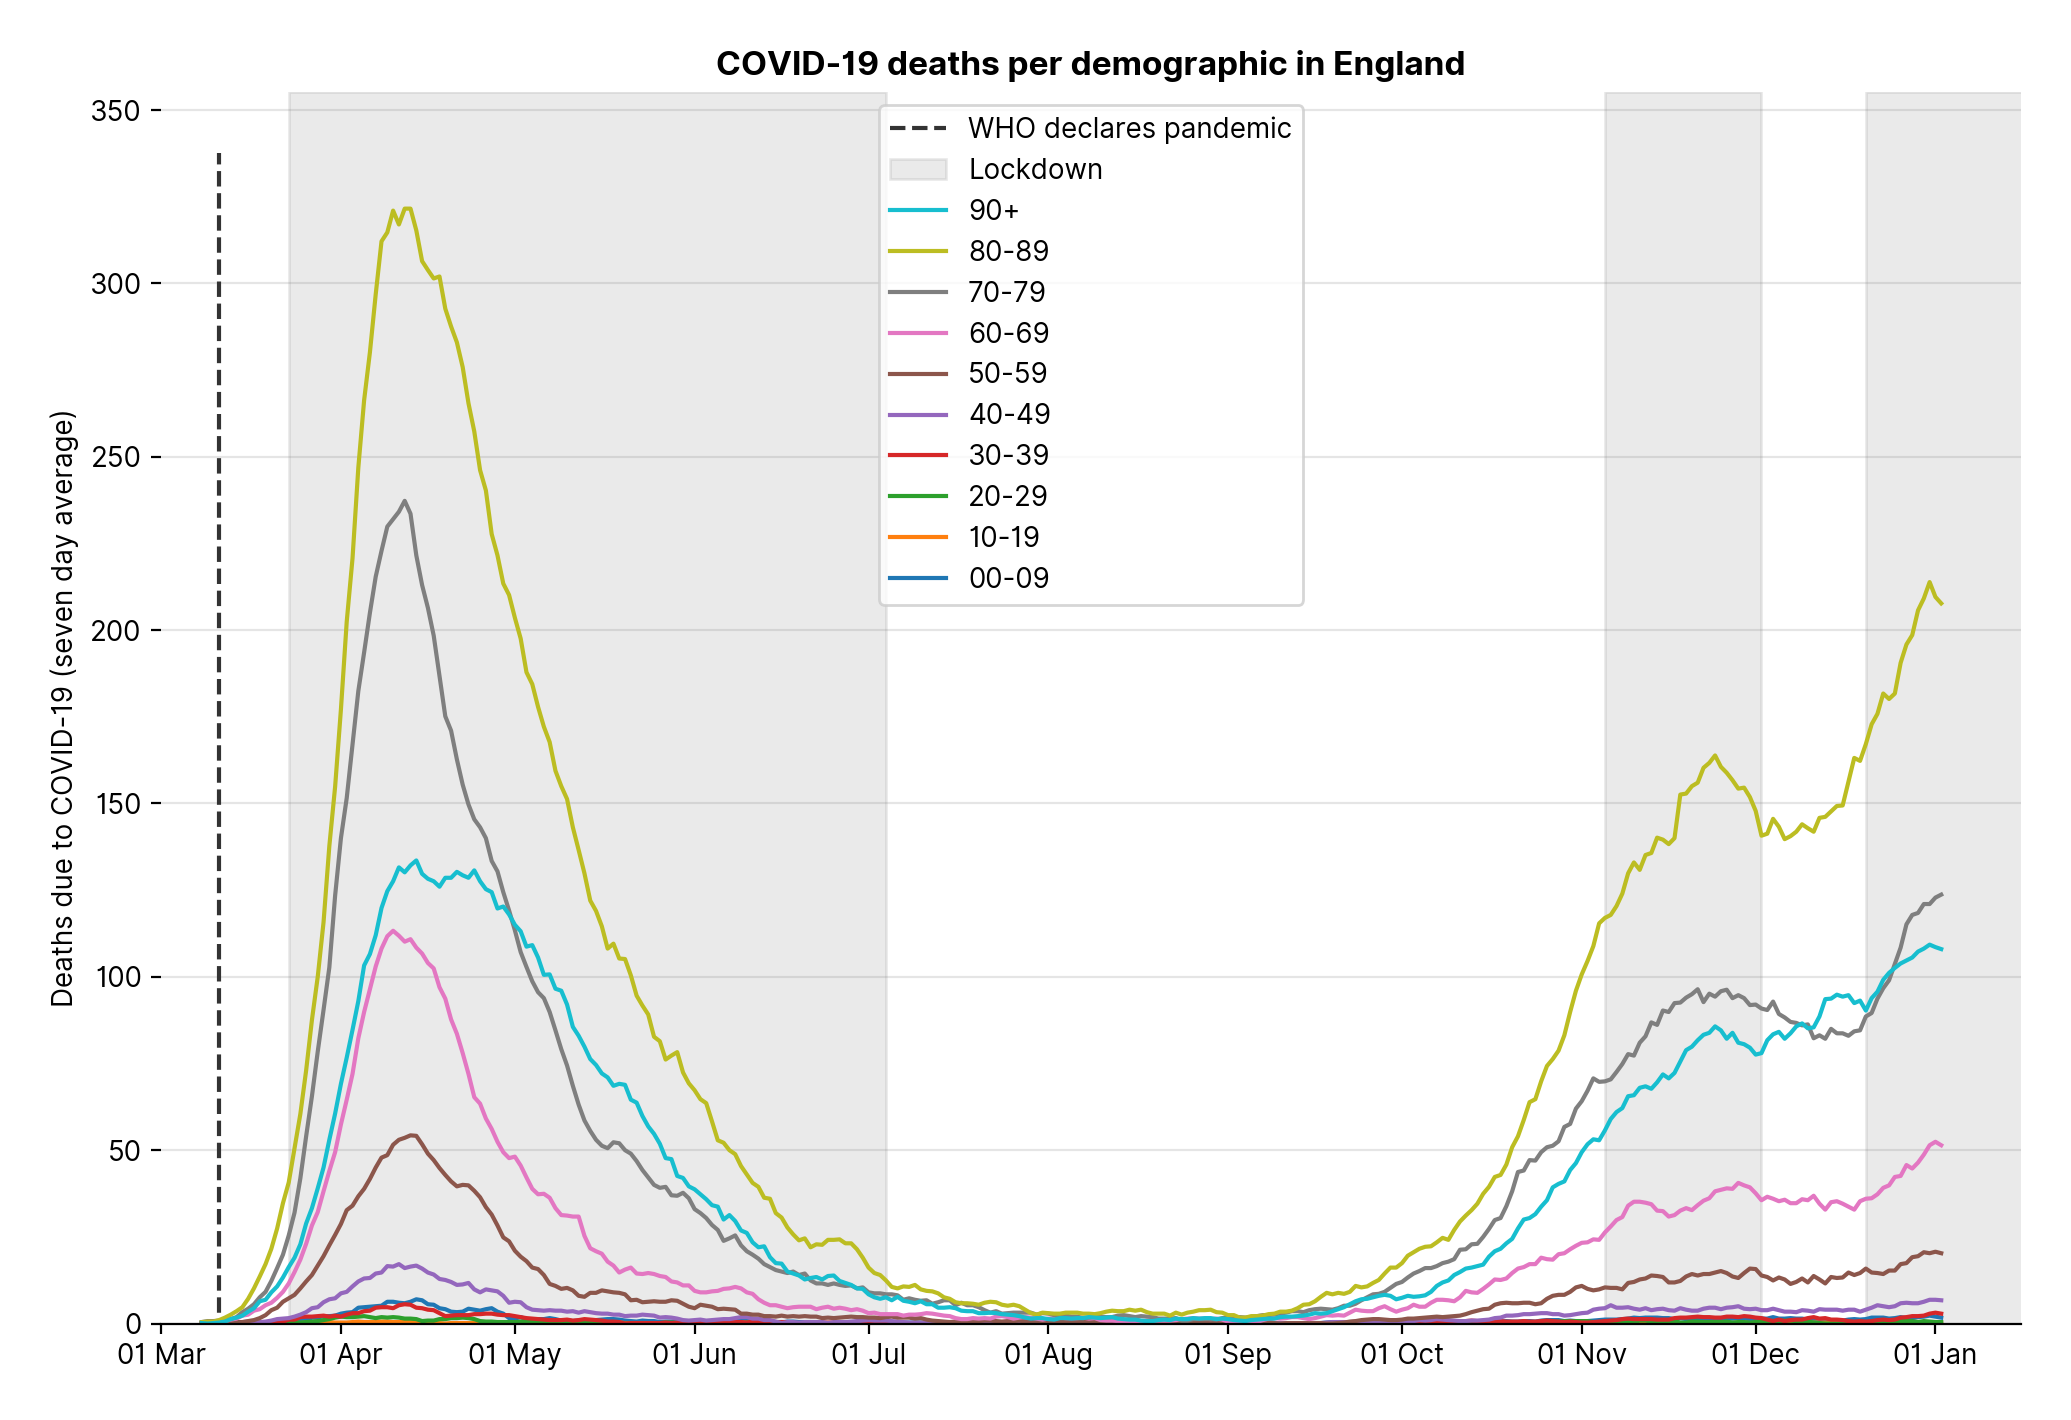 COVID-19 deaths per demographic in England
Deaths due to COVID-19 (seven day average)
350
300
250
200
150
100
50
0
WHO declares pandemic
Lockdown
90+
80-89
70-79
60-69
50-59
40-49
30-39
20-29
10-19
00-09
01 Mar
01 Apr
01 May
01 Jun
01 Jul
01 Aug
01 Sep
01 Oct
01 Nov
01 Dec
01 Jan